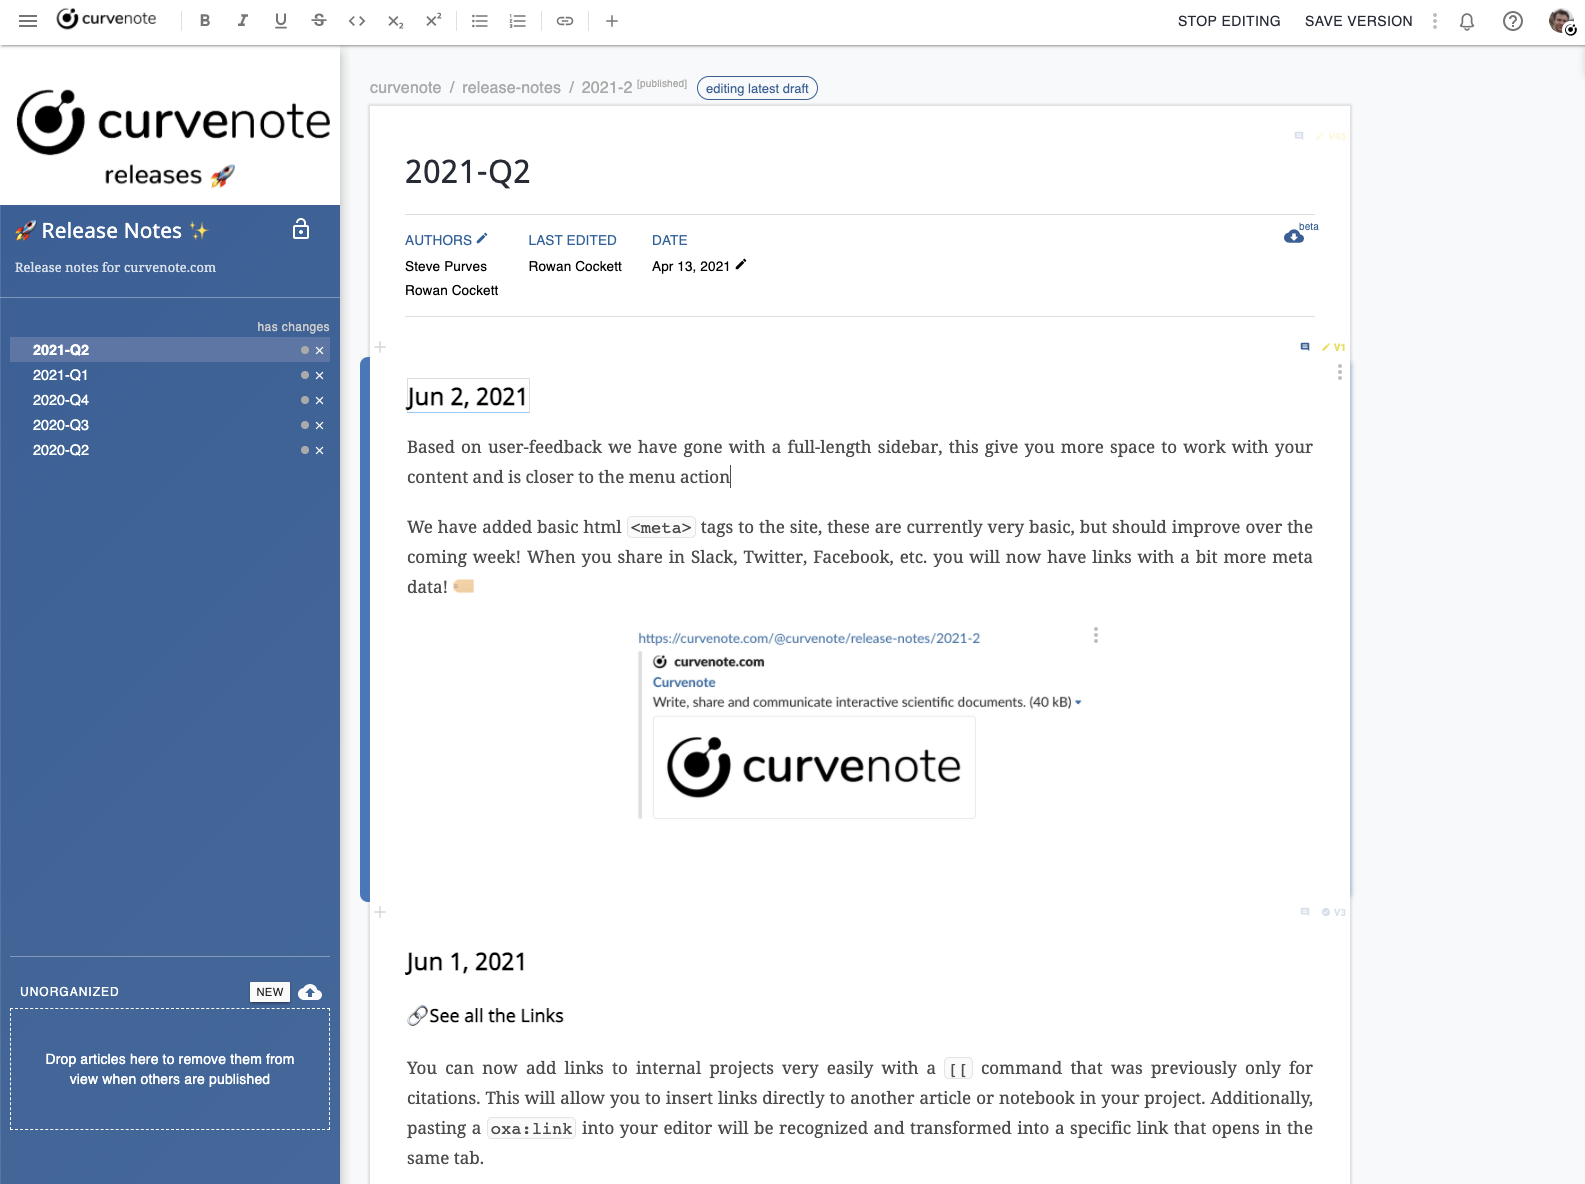 curvenote
STOP EDITING
SAVE VERSION
curvenote
releases 🚀
🚀 Release Notes ✨
Release notes for curvenote.com
has changes
2021-Q2
2021-Q1
2020-Q4
2020-Q3
2020-Q2
UNORGANIZED
NEW
Drop articles here to remove them from
view when others are published
curvenote / release-notes / 2021-2 [published] editing latest draft
2021-Q2
AUTHORS
Steve Purves
Rowan Cockett
LAST EDITED
Rowan Cockett
DATE
Apr 13, 2021
beta
V1
Jun 2, 2021
Based on user-feedback we have gone with a full-length sidebar, this give you more space to work with your
content and is closer to the menu action
We have added basic html <meta> tags to the site, these are currently very basic, but should improve over the
coming week! When you share in Slack, Twitter, Facebook, etc. you will now have links with a bit more meta
data!
https://curvenote.com/@curvenote/release-notes/2021-2
curvenote.com
Curvenote
Write, share and communicate interactive scientific documents. (40 kB)
curvenote
V3
Jun 1, 2021
🔗See all the Links
You can now add links to internal projects very easily with a [[ command that was previously only for
citations. This will allow you to insert links directly to another article or notebook in your project. Additionally,
pasting a oxa:link into your editor will be recognized and transformed into a specific link that opens in the
same tab.